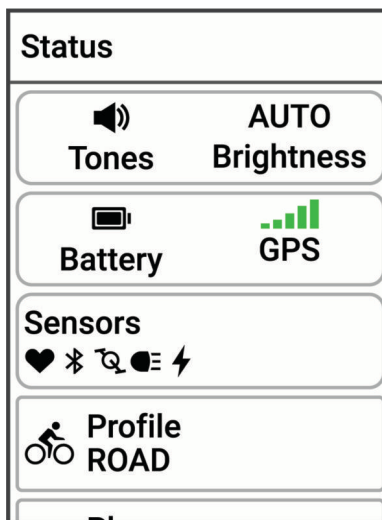 Status
Tones
AUTO
Brightness
Battery
GPS
Sensors
Profile
ROAD